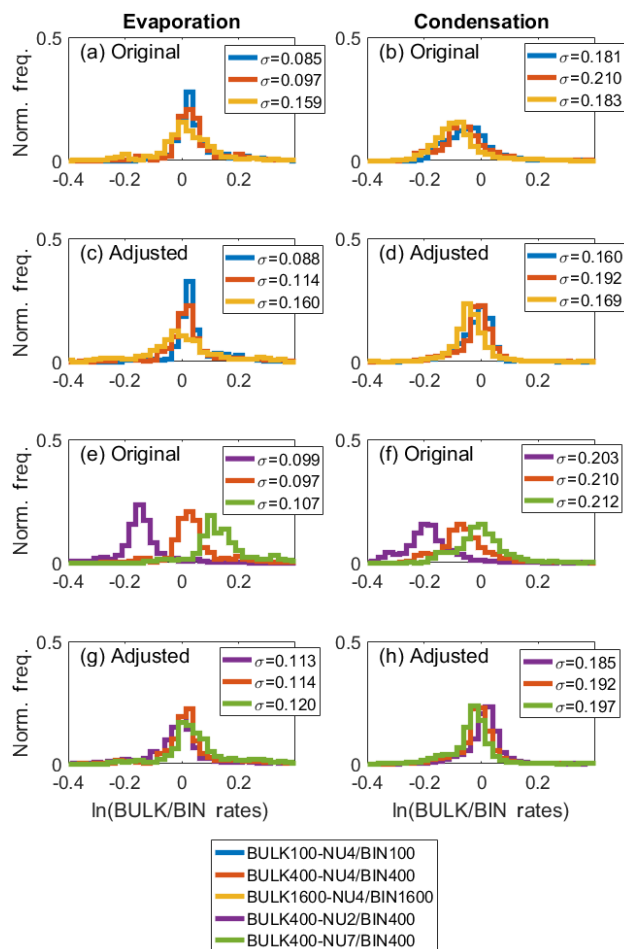 Evaporation
Condensation
0.5
(a) Original
σ=0.085
σ=0.097
σ=0.159
Norm. freq.
0
-0.4 -0.2 0 0.2
0.5
(b) Original
σ=0.181
σ=0.210
σ=0.183
0
-0.4 -0.2 0 0.2
0.5
(c) Adjusted
σ=0.088
σ=0.114
σ=0.160
Norm. freq.
0
-0.4 -0.2 0 0.2
0.5
(d) Adjusted
σ=0.160
σ=0.192
σ=0.169
0
-0.4 -0.2 0 0.2
0.5
(e) Original
σ=0.099
σ=0.097
σ=0.107
Norm. freq.
0
-0.4 -0.2 0 0.2
0.5
(f) Original
σ=0.203
σ=0.210
σ=0.212
0
-0.4 -0.2 0 0.2
0.5
(g) Adjusted
σ=0.113
σ=0.114
σ=0.120
Norm. freq.
0
-0.4 -0.2 0 0.2
ln(BULK/BIN rates)
0.5
(h) Adjusted
σ=0.185
σ=0.192
σ=0.197
0
-0.4 -0.2 0 0.2
ln(BULK/BIN rates)
BULK100-NU4/BIN100
BULK400-NU4/BIN400
BULK1600-NU4/BIN1600
BULK400-NU2/BIN400
BULK400-NU7/BIN400